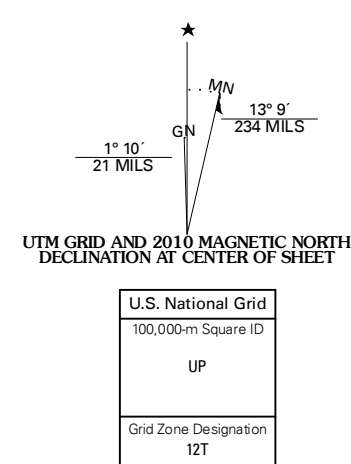 ★
MN
GN
13° 9´
234 MILS
1° 10´
21 MILS
UTM GRID AND 2010 MAGNETIC NORTH
DECLINATION AT CENTER OF SHEET
U.S. National Grid
100,000-m Square ID
UP
Grid Zone Designation
12T